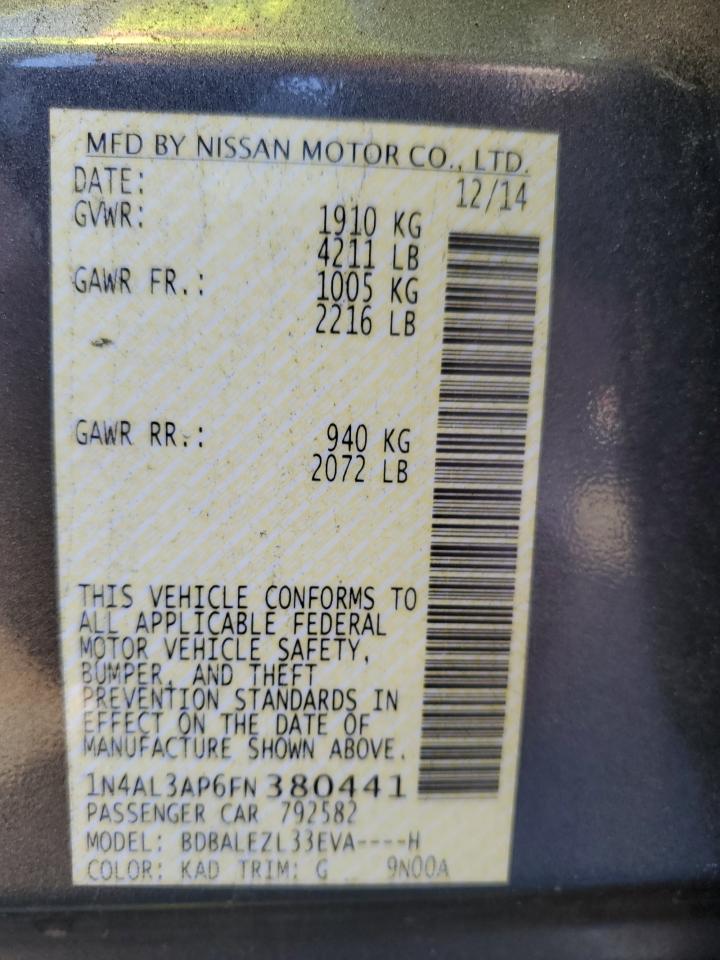 MFD BY NISSAN MOTOR CO., LTD.
DATE: 12/14
GVWR: 1910 KG
4211 LB
GAWR FR.: 1005 KG
2216 LB
GAWR RR.: 940 KG
2072 LB
THIS VEHICLE CONFORMS TO
ALL APPLICABLE FEDERAL
MOTOR VEHICLE SAFETY,
BUMPER, AND THEFT
PREVENTION STANDARDS IN
EFFECT ON THE DATE OF
MANUFACTURE SHOWN ABOVE.
1N4AL3AP6FN 380441
PASSENGER CAR 792582
MODEL: BDBALEZL33EVA----H
COLOR: KAD TRIM: G 9N00A